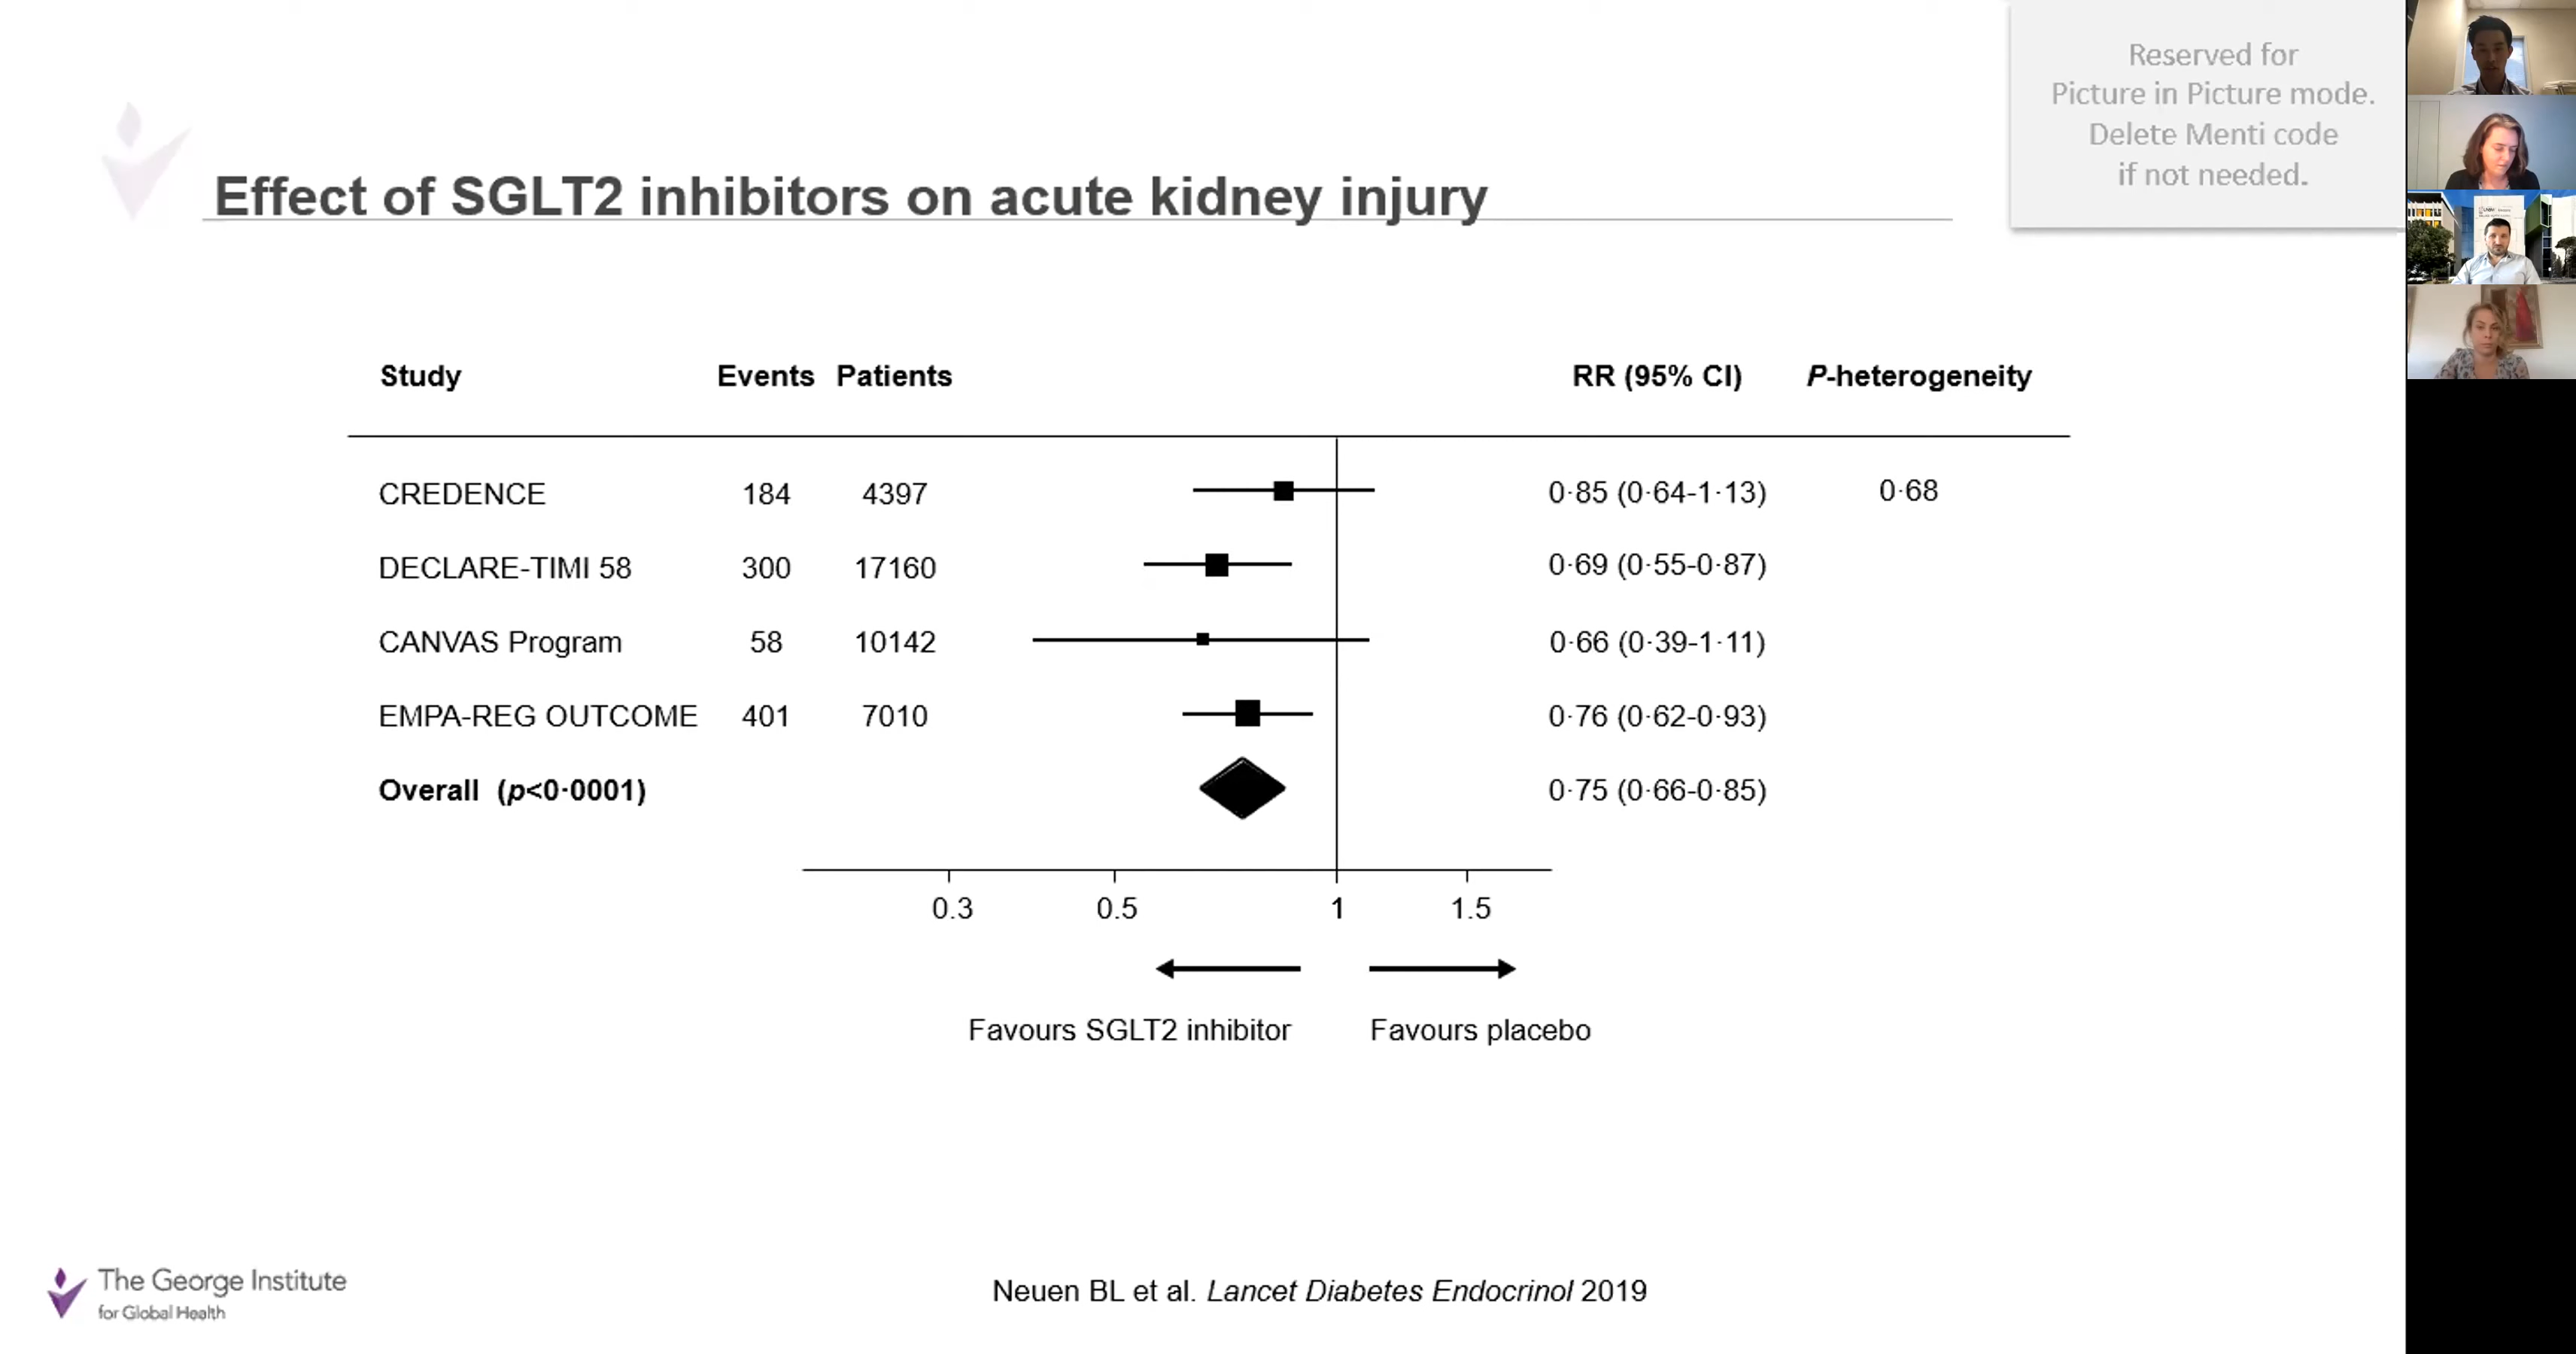 Reserved for
Picture in Picture mode.
Delete Menti code
if not needed.
Effect of SGLT2 inhibitors on acute kidney injury
Study Events Patients RR (95% CI) P-heterogeneity
CREDENCE 184 4397 0·85 (0·64-1·13) 0·68
DECLARE-TIMI 58 300 17160 0·69 (0·55-0·87)
CANVAS Program 58 10142 0·66 (0·39-1·11)
EMPA-REG OUTCOME 401 7010 0·76 (0·62-0·93)
Overall (p<0·0001) 0·75 (0·66-0·85)
0.3 0.5 1 1.5
Favours SGLT2 inhibitor Favours placebo
The George Institute
for Global Health
Neuen BL et al. Lancet Diabetes Endocrinol 2019